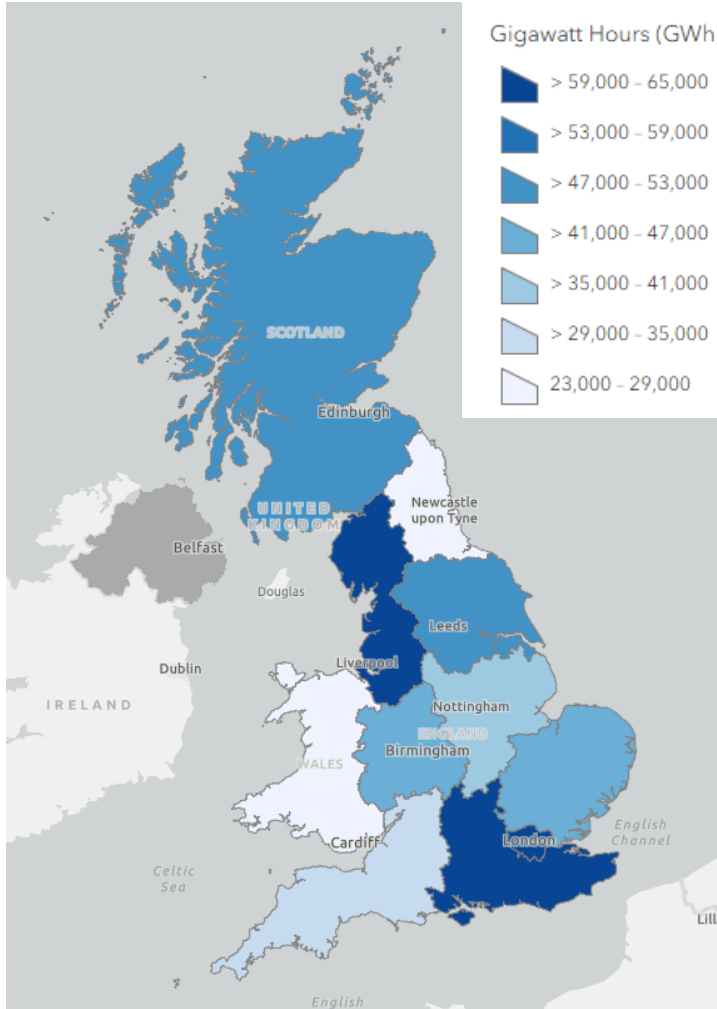 Gigawatt Hours (GWh
> 59,000 - 65,000
> 53,000 - 59,000
> 47,000 - 53,000
> 41,000 - 47,000
> 35,000 - 41,000
> 29,000 - 35,000
23,000 - 29,000
SCOTLAND
Edinburgh
UNITED
KINGDOM
Newcastle
upon Tyne
Belfast
Douglas
Leeds
Liverpool
Dublin
IRELAND
Nottingham
ENGLAND
Birmingham
WALES
Cardiff
London
English
Channel
Celtic
Sea
Lill
English